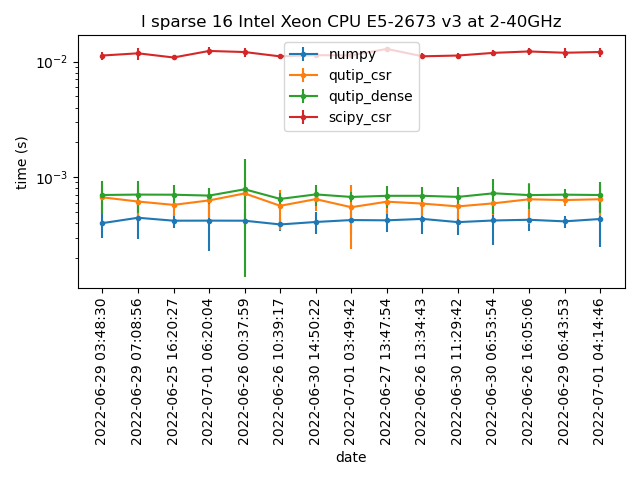 I sparse 16 Intel Xeon CPU E5-2673 v3 at 2-40GHz
numpy
qutip_csr
qutip_dense
scipy_csr
time (s)
10⁻²
10⁻³
2022-06-29 03:48:30
2022-06-29 07:08:56
2022-06-25 16:20:27
2022-07-01 06:20:04
2022-06-26 00:37:59
2022-06-26 10:39:17
2022-06-30 14:50:22
2022-07-01 03:49:42
2022-06-27 13:47:54
2022-06-26 13:34:43
2022-06-30 11:29:42
2022-06-30 06:53:54
2022-06-26 16:05:06
2022-06-29 06:43:53
2022-07-01 04:14:46
date